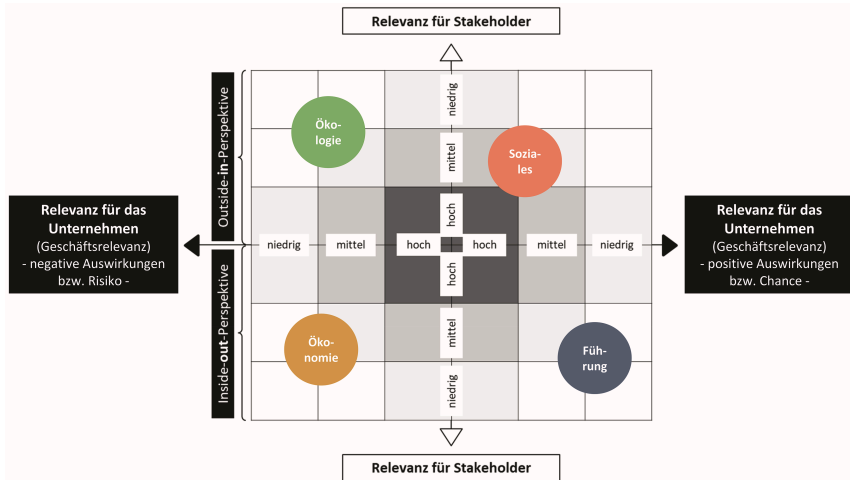 Relevanz für Stakeholder
Outside-in-Perspektive
niedrig
Öko-
logie
mittel
Sozia-
les
hoch
Relevanz für das
Unternehmen
(Geschäftsrelevanz)
- negative Auswirkungen
bzw. Risiko -
niedrig
mittel
hoch
hoch
mittel
niedrig
Relevanz für das
Unternehmen
(Geschäftsrelevanz)
- positive Auswirkungen
bzw. Chance -
Inside-out-Perspektive
hoch
mittel
Öko-
nomie
Füh-
rung
niedrig
Relevanz für Stakeholder